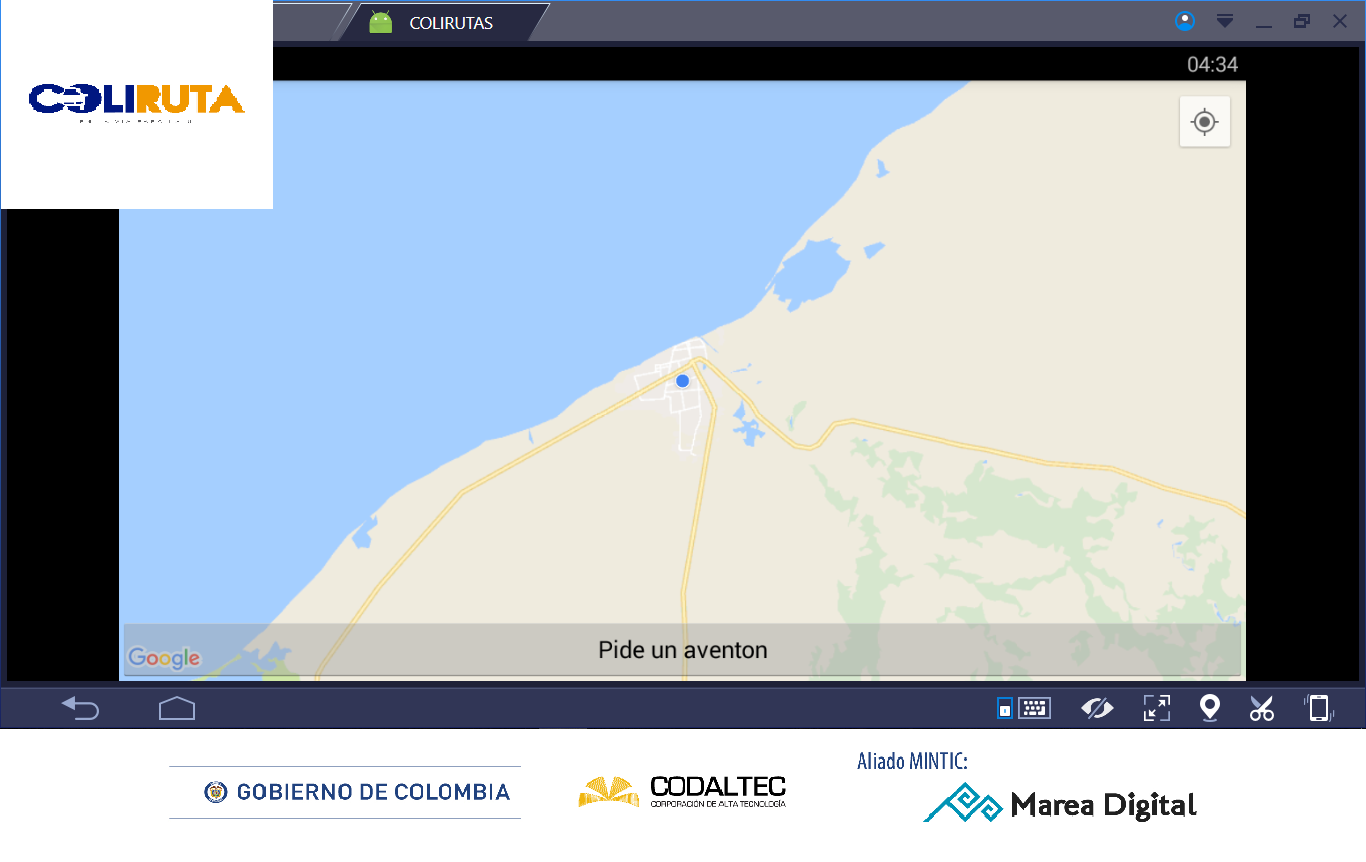 COLIRUTAS
COLIRUTA
04:34
Pide un aventon
Google
Aliado MINTIC:
GOBIERNO DE COLOMBIA
CODALTEC
CORPORACIÓN DE ALTA TECNOLOGÍA
Marea Digital